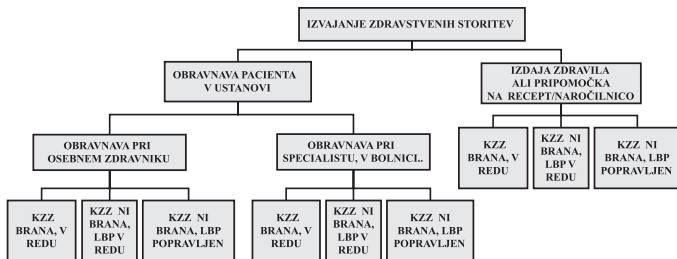 IZVAJANJE ZDRAVSTVENIH STORITEV
OBRAVNAVA PACIENTA
V USTANOVI
IZDAJA ZDRAVILA
ALI PRIPOMOČKA
NA RECEPT/NAROČILNICO
OBRAVNAVA PRI
OSEBNEM ZDRAVNIKU
OBRAVNAVA PRI
SPECIALISTU, V BOLNICI..
KZZ
BRANA, V
REDU
KZZ NI
BRANA,
LBP V
REDU
KZZ NI
BRANA, LBP
POPRAVLJEN
KZZ
BRANA, V
REDU
KZZ NI
BRANA,
LBP V
REDU
KZZ NI
BRANA, LBP
POPRAVLJEN
KZZ
BRANA, V
REDU
KZZ NI
BRANA,
LBP V
REDU
KZZ NI
BRANA, LBP
POPRAVLJEN